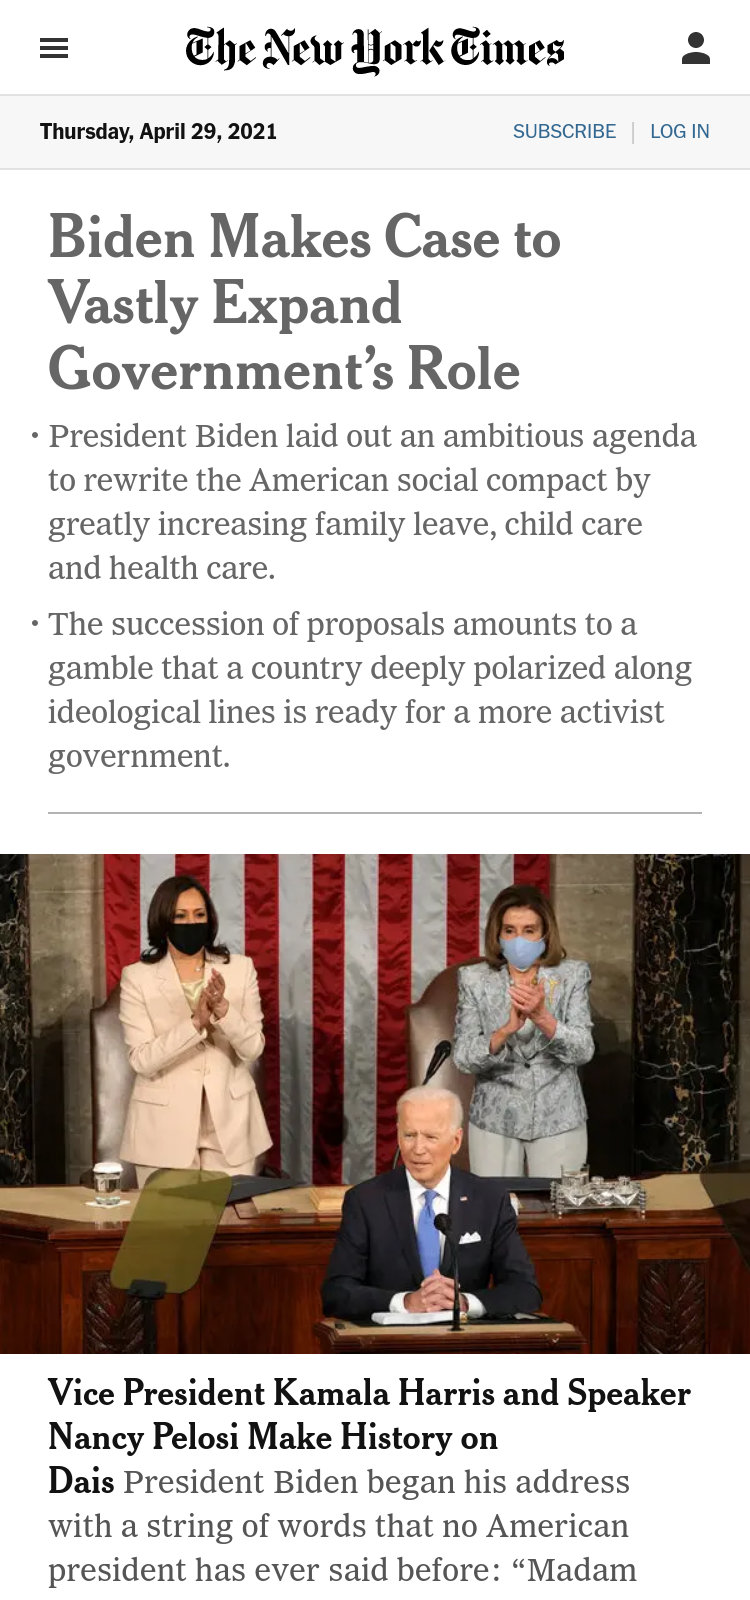 The New York Times
Thursday, April 29, 2021
SUBSCRIBE | LOG IN
Biden Makes Case to
Vastly Expand
Government’s Role
• President Biden laid out an ambitious agenda
to rewrite the American social compact by
greatly increasing family leave, child care
and health care.
• The succession of proposals amounts to a
gamble that a country deeply polarized along
ideological lines is ready for a more activist
government.
Vice President Kamala Harris and Speaker
Nancy Pelosi Make History on
Dais President Biden began his address
with a string of words that no American
president has ever said before: “Madam